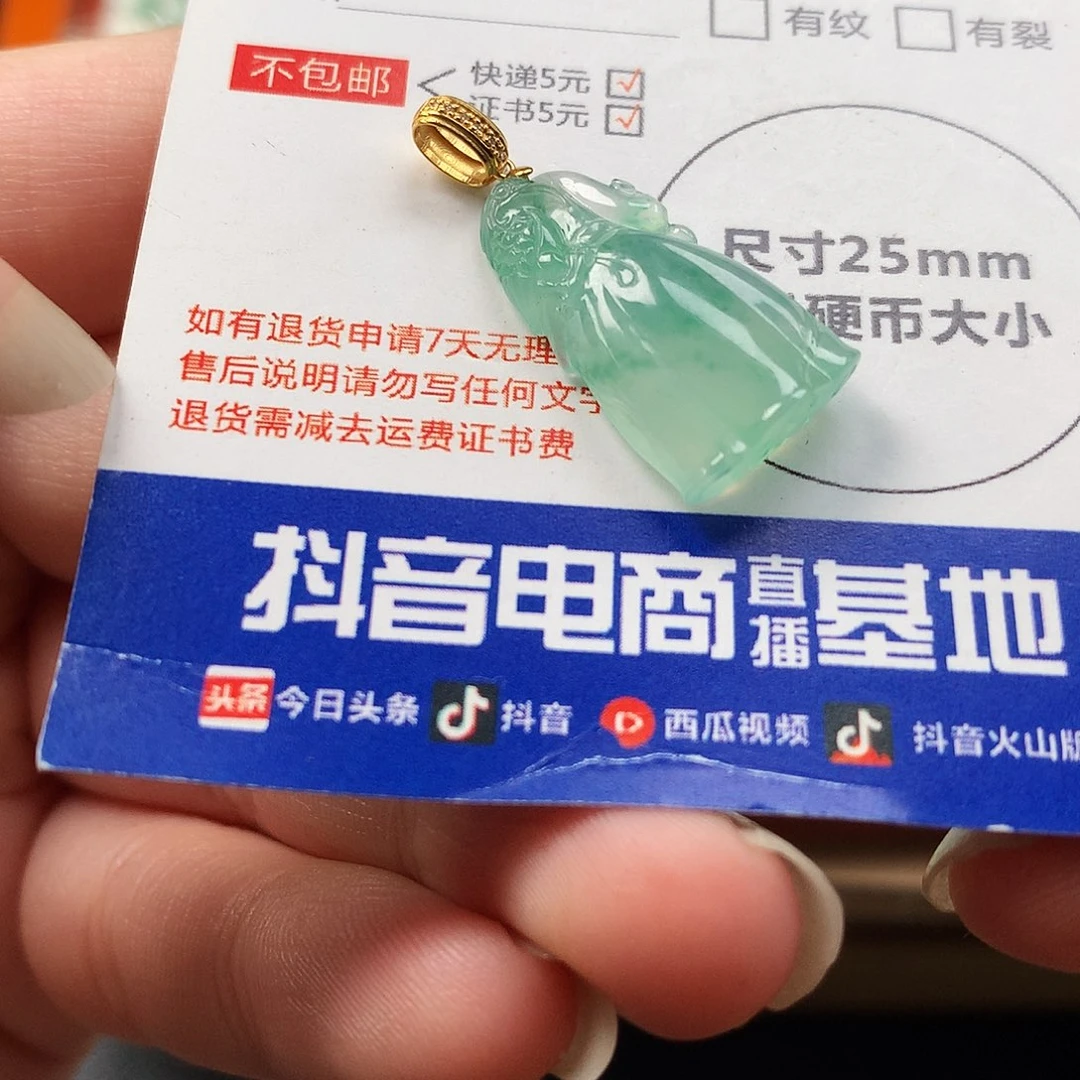 有纹 有裂
不包邮 快递5元
证书5元
尺寸25mm
硬币大小
如有退货申请7天无理
售后说明请勿写任何文字
退货需减去运费证书费
抖音电商直播基地
头条 今日头条 抖音 西瓜视频 抖音火山版